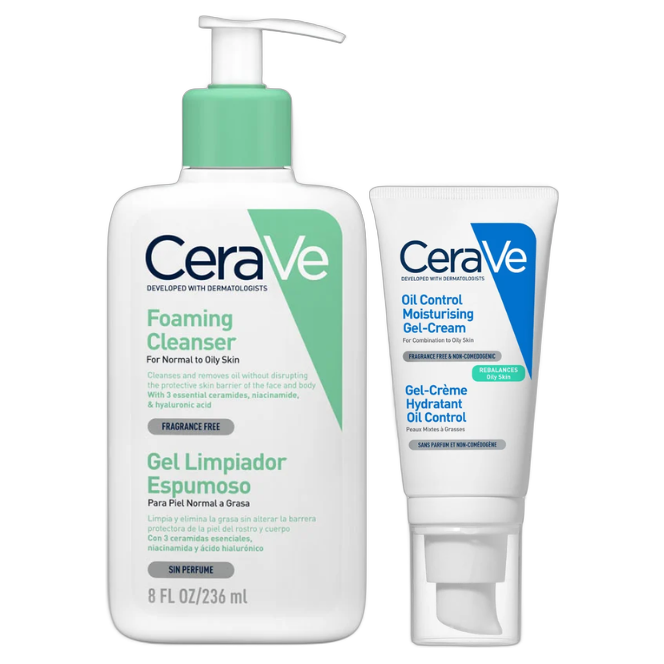 CeraVe
DEVELOPED WITH DERMATOLOGISTS
Foaming
Cleanser
For Normal to Oily Skin
Cleanses and removes oil without disrupting
the protective skin barrier of the face and body
With 3 essential ceramides, niacinamide,
& hyaluronic acid
FRAGRANCE FREE
Gel Limpiador
Espumoso
Para Piel Normal a Grasa
Limpia y elimina la grasa sin alterar la barrera
protectora de la piel del rostro y cuerpo
Con 3 ceramidas esenciales,
niacinamida y ácido hialurónico
SIN PERFUME
8 FL OZ/236 ml
CeraVe
DEVELOPED WITH DERMATOLOGISTS
Oil Control
Moisturising
Gel-Cream
For Combination to Oily Skin
FRAGRANCE FREE & NON-COMEDOGENIC
REBALANCES
Oily Skin
Gel-Crème
Hydratant
Oil Control
Peaux Mixtes à Grasses
SANS PARFUM ET NON-COMÉDOGÈNE